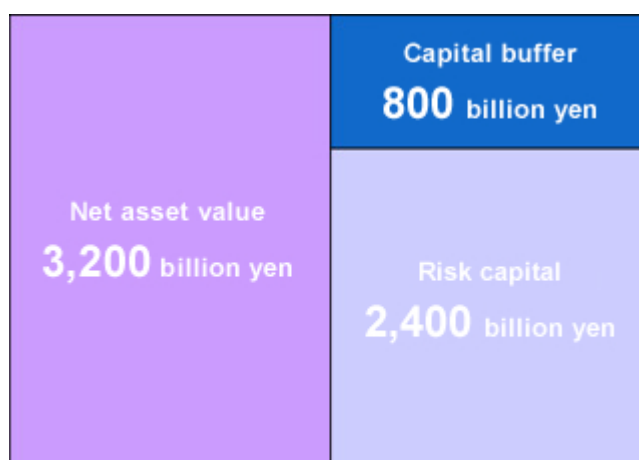 Net asset value
3,200 billion yen
Capital buffer
800 billion yen
Risk capital
2,400 billion yen